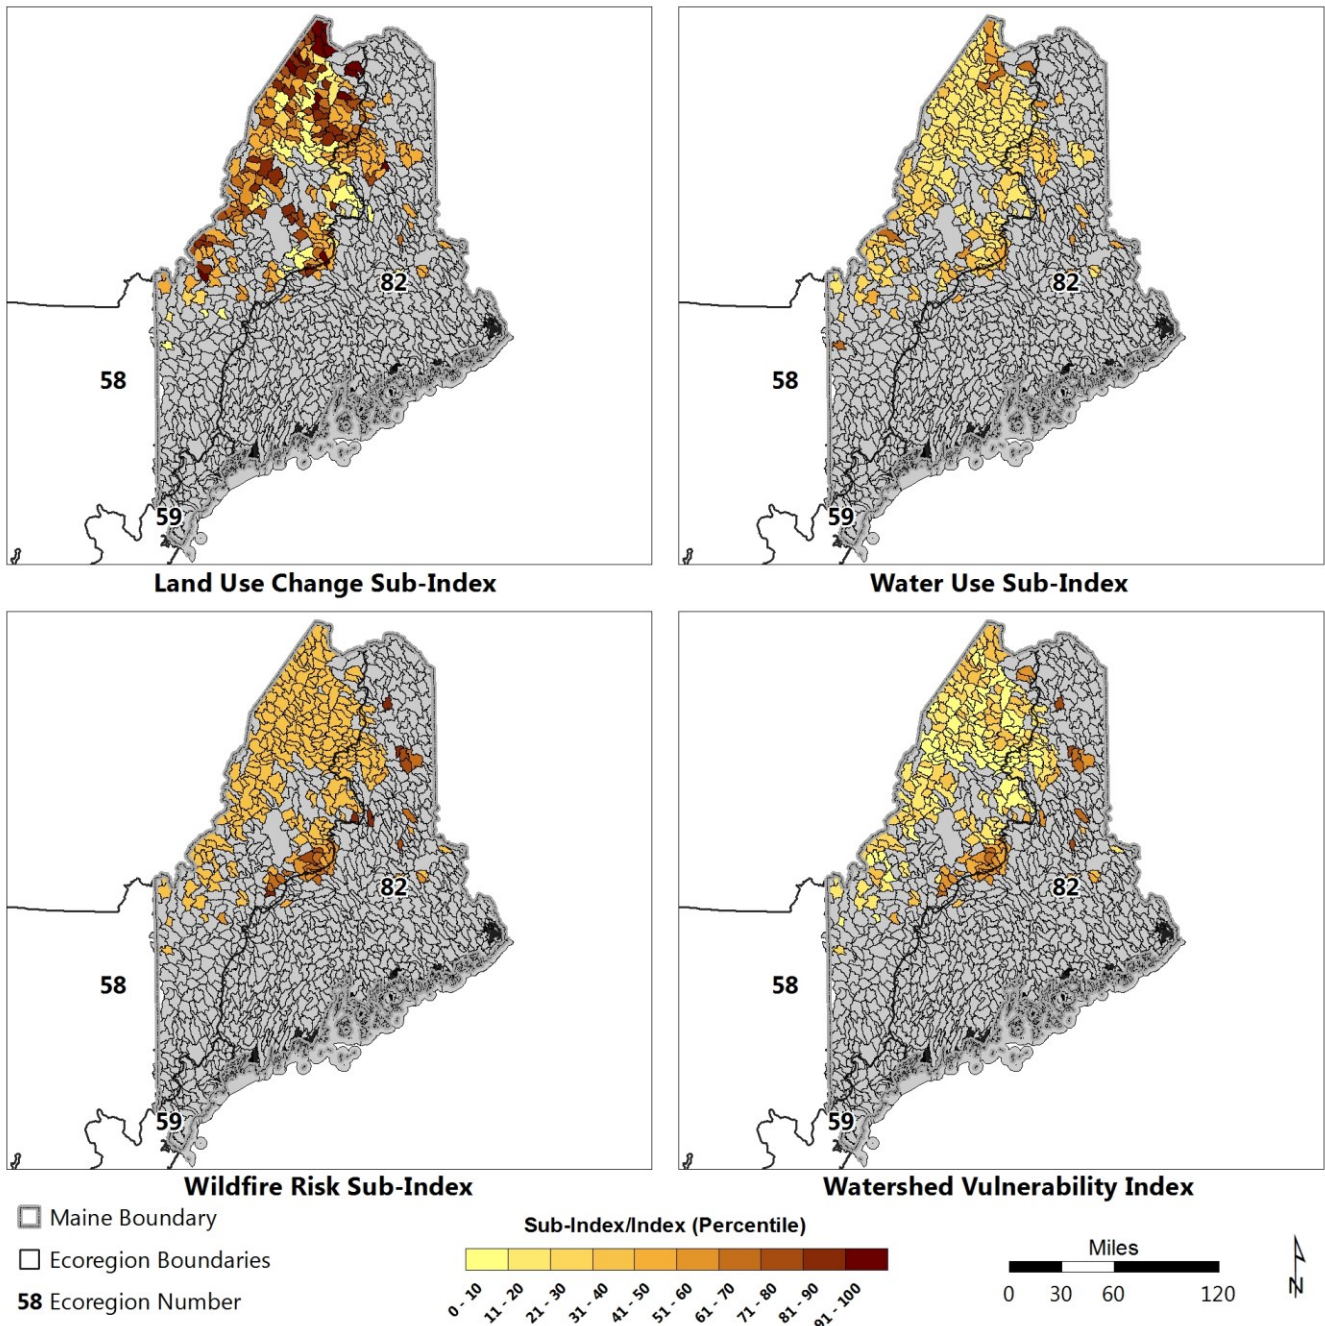 82
58
59
Land Use Change Sub-Index
82
58
59
Water Use Sub-Index
82
58
59
Wildfire Risk Sub-Index
82
58
59
Watershed Vulnerability Index
Maine Boundary
Ecoregion Boundaries
58 Ecoregion Number
Sub-Index/Index (Percentile)
0 - 10
11 - 20
21 - 30
31 - 40
41 - 50
51 - 60
61 - 70
71 - 80
81 - 90
91 - 100
Miles
0 30 60 120
N